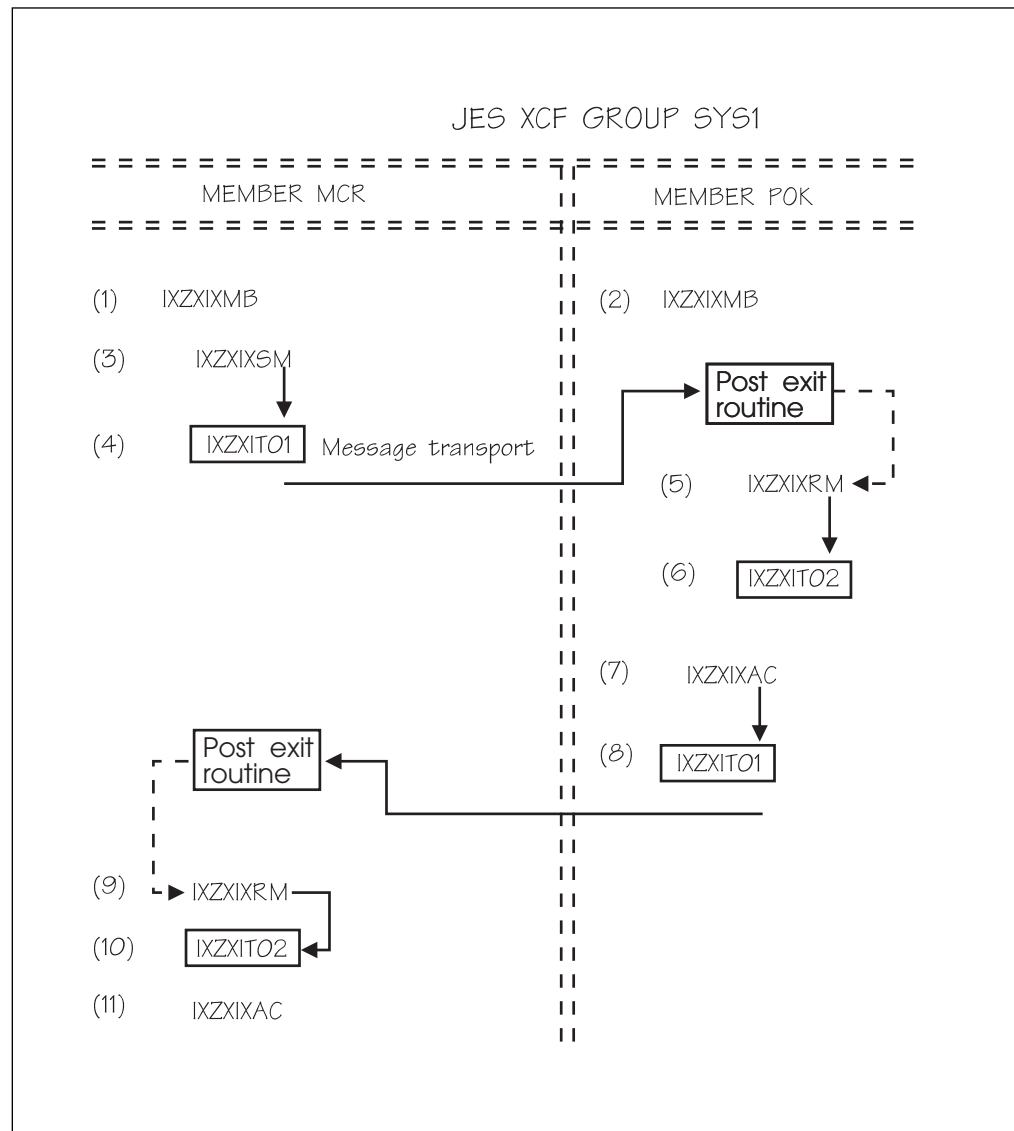 JES XCF GROUP SYS1
MEMBER MCR
MEMBER POK
(1) IXZXIXMB
(2) IXZXIXMB
(3) IXZXIXSM
Post exit
routine
(4) IXZXIT01 Message transport
(5) IXZXIXRM
(6) IXZXIT02
(7) IXZXIXAC
Post exit
routine
(8) IXZXIT01
(9) IXZXIXRM
(10) IXZXIT02
(11) IXZXIXAC